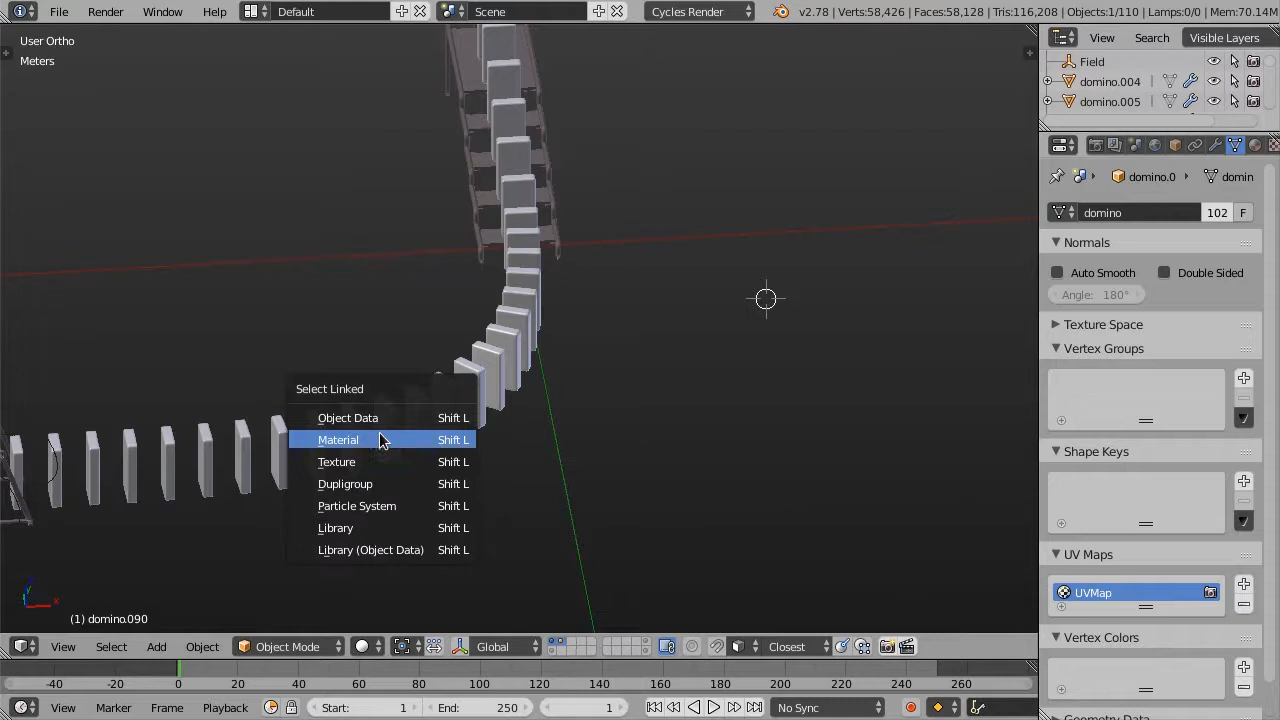 File Render Window Help Default Scene Cycles Render v2.78 | Verts:58,426 | Faces:58,128 | Tris:116,208 | Objects:1/110 | Lamps:0/0 | Mem:70.14M
User Ortho
Meters
View Search Visible Layers
Field
domino.004
domino.005
domino.0 domin
domino 102 F
Normals
Auto Smooth Double Sided
Angle: 180°
Texture Space
Vertex Groups
Select Linked
Object Data Shift L
Material Shift L
Texture Shift L
Dupligroup Shift L
Particle System Shift L
Library Shift L
Library (Object Data) Shift L
Shape Keys
UV Maps
UVMap
Vertex Colors
x
(1) domino.090
View Select Add Object Object Mode Global Closest
-40 -20 0 20 40 60 80 100 120 140 160 180 200 220 240 260
View Marker Frame Playback Start: 1 End: 250 1 No Sync